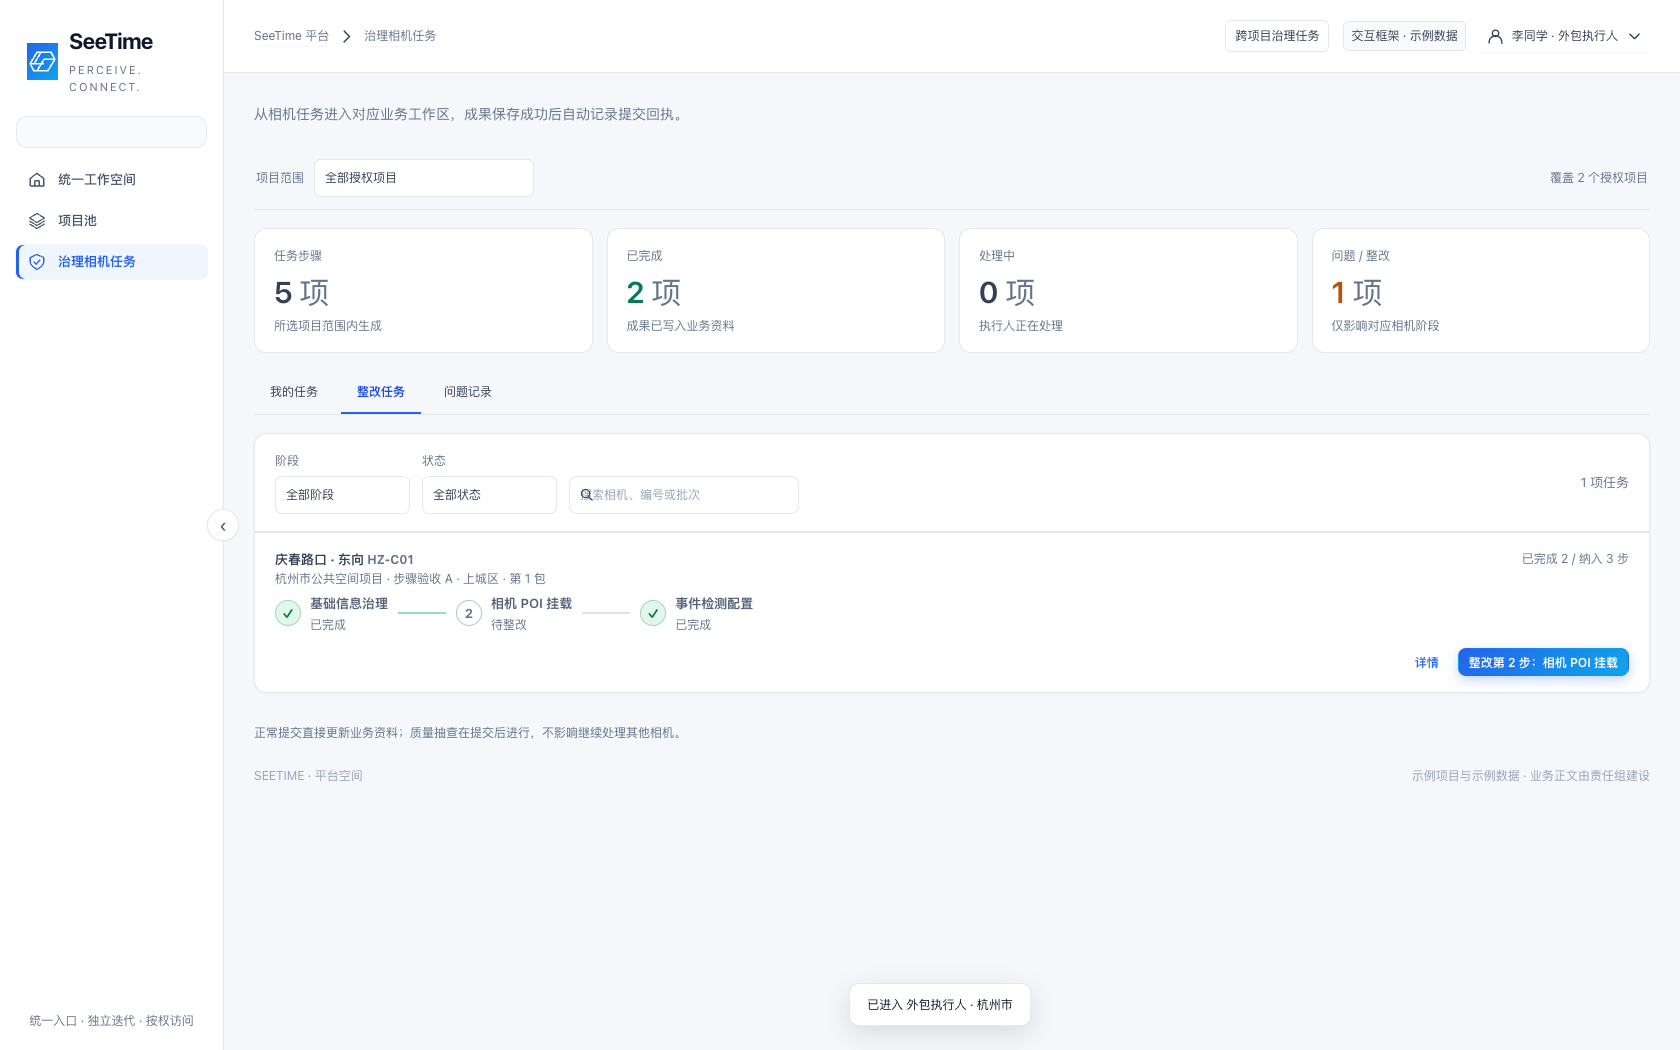 SeeTime
PERCEIVE.
CONNECT.
统一工作空间
项目池
治理相机任务
统一入口 · 独立迭代 · 按权访问
SeeTime 平台
治理相机任务
跨项目治理任务
交互框架 · 示例数据
李同学 · 外包执行人
从相机任务进入对应业务工作区，成果保存成功后自动记录提交回执。
项目范围
全部授权项目
覆盖 2 个授权项目
任务步骤
5 项
所选项目范围内生成
已完成
2 项
成果已写入业务资料
处理中
0 项
执行人正在处理
问题 / 整改
1 项
仅影响对应相机阶段
我的任务
整改任务
问题记录
阶段
全部阶段
状态
全部状态
索相机、编号或批次
1 项任务
庆春路口 · 东向 HZ-C01
已完成 2 / 纳入 3 步
杭州市公共空间项目 · 步骤验收 A · 上城区 · 第 1 包
基础信息治理
已完成
2
相机 POI 挂载
待整改
事件检测配置
已完成
详情
整改第 2 步：相机 POI 挂载
正常提交直接更新业务资料；质量抽查在提交后进行，不影响继续处理其他相机。
SEETIME · 平台空间
示例项目与示例数据 · 业务正文由责任组建设
已进入 外包执行人 · 杭州市